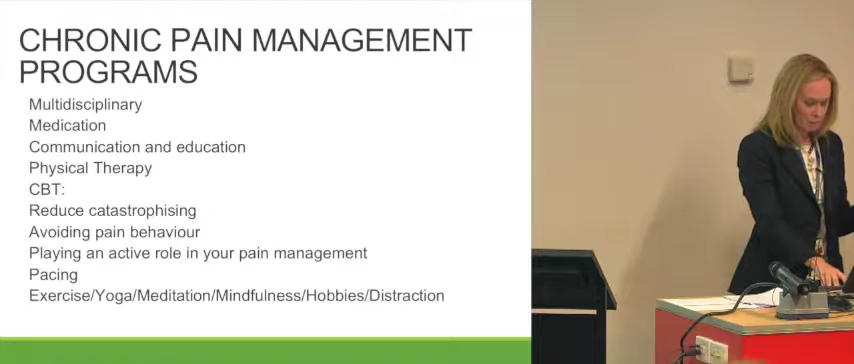 CHRONIC PAIN MANAGEMENT
PROGRAMS
Multidisciplinary
Medication
Communication and education
Physical Therapy
CBT:
Reduce catastrophising
Avoiding pain behaviour
Playing an active role in your pain management
Pacing
Exercise/Yoga/Meditation/Mindfulness/Hobbies/Distraction